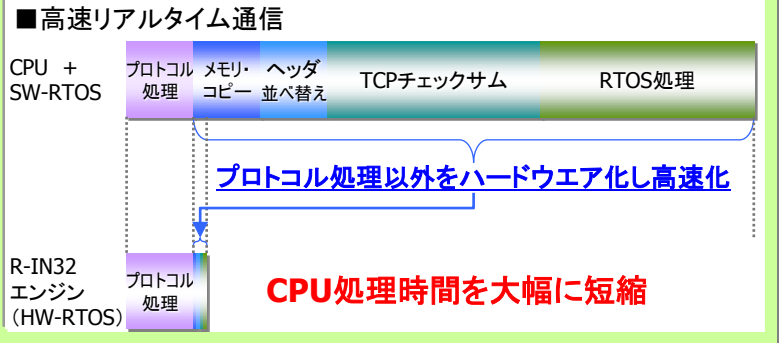 ■高速リアルタイム通信
CPU +
SW-RTOS
プロトコル
処理
メモリ・
コピー
ヘッダ
並べ替え
TCPチェックサム
RTOS処理
プロトコル処理以外をハードウエア化し高速化
R-IN32
エンジン
（HW-RTOS）
プロトコル
処理
CPU処理時間を大幅に短縮